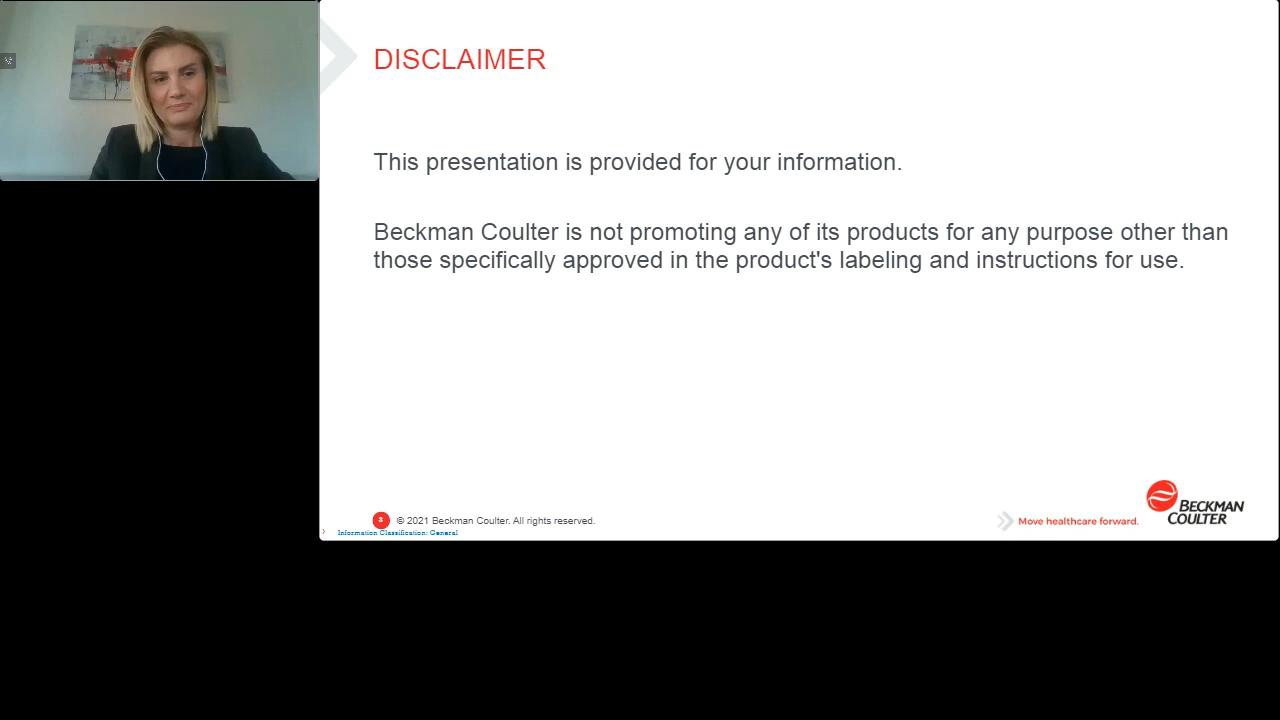 DISCLAIMER
This presentation is provided for your information.
Beckman Coulter is not promoting any of its products for any purpose other than
those specifically approved in the product's labeling and instructions for use.
3 © 2021 Beckman Coulter. All rights reserved.
Information Classification: General
Move healthcare forward.
BECKMAN
COULTER